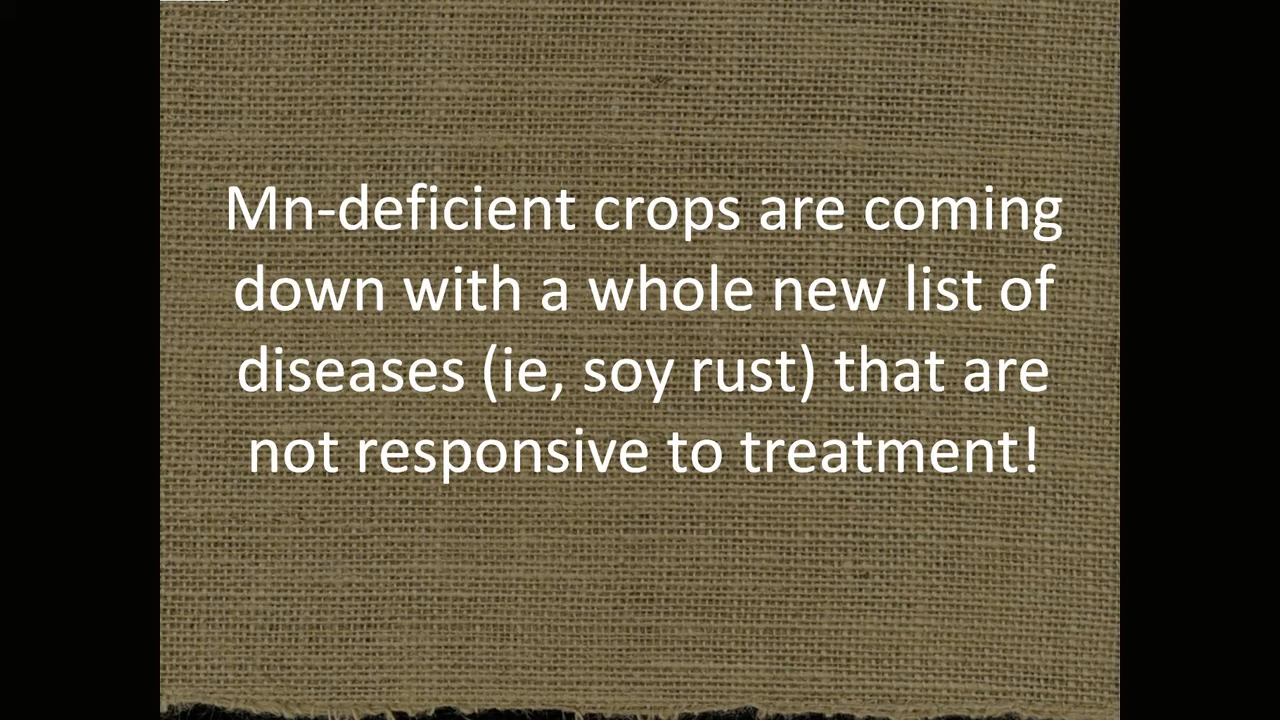 Mn-deficient crops are coming
down with a whole new list of
diseases (ie, soy rust) that are
not responsive to treatment!